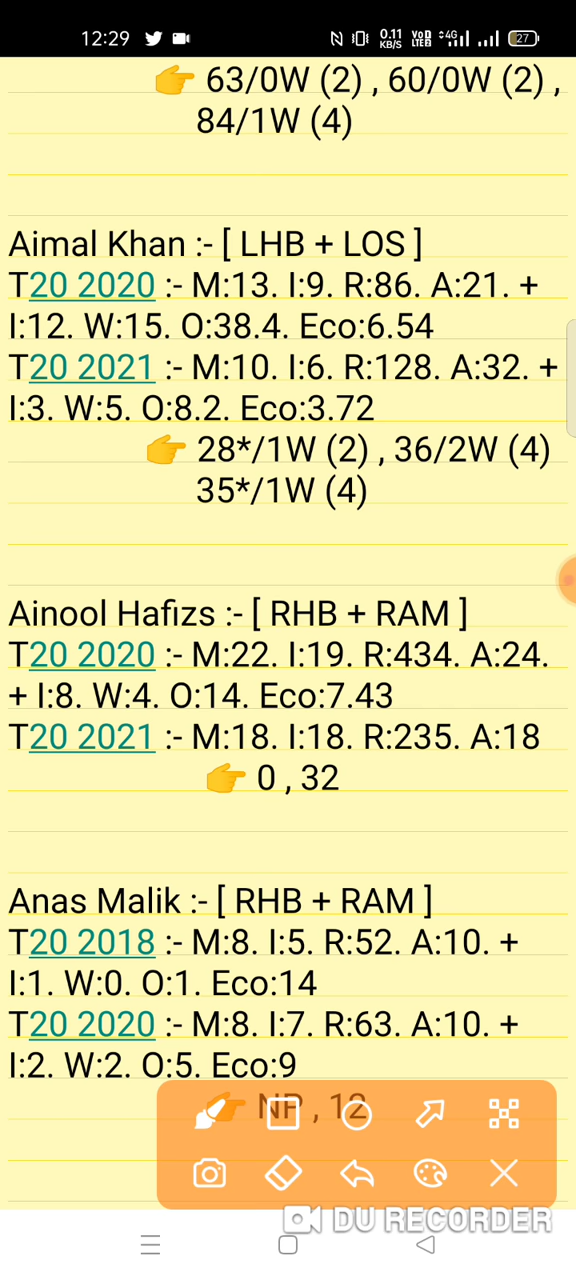 12:29 0.11 KB/S VoD LTE2 4G 27
63/0W (2) , 60/0W (2) ,
84/1W (4)
Aimal Khan :- [ LHB + LOS ]
T20 2020 :- M:13. I:9. R:86. A:21. +
I:12. W:15. O:38.4. Eco:6.54
T20 2021 :- M:10. I:6. R:128. A:32. +
I:3. W:5. O:8.2. Eco:3.72
👉 28*/1W (2) , 36/2W (4)
35*/1W (4)
Ainool Hafizs :- [ RHB + RAM ]
T20 2020 :- M:22. I:19. R:434. A:24.
+ I:8. W:4. O:14. Eco:7.43
T20 2021 :- M:18. I:18. R:235. A:18
👉 0 , 32
Anas Malik :- [ RHB + RAM ]
T20 2018 :- M:8. I:5. R:52. A:10. +
I:1. W:0. O:1. Eco:14
T20 2020 :- M:8. I:7. R:63. A:10. +
I:2. W:2. O:5. Eco:9
👉 NP , 12
DU RECORDER